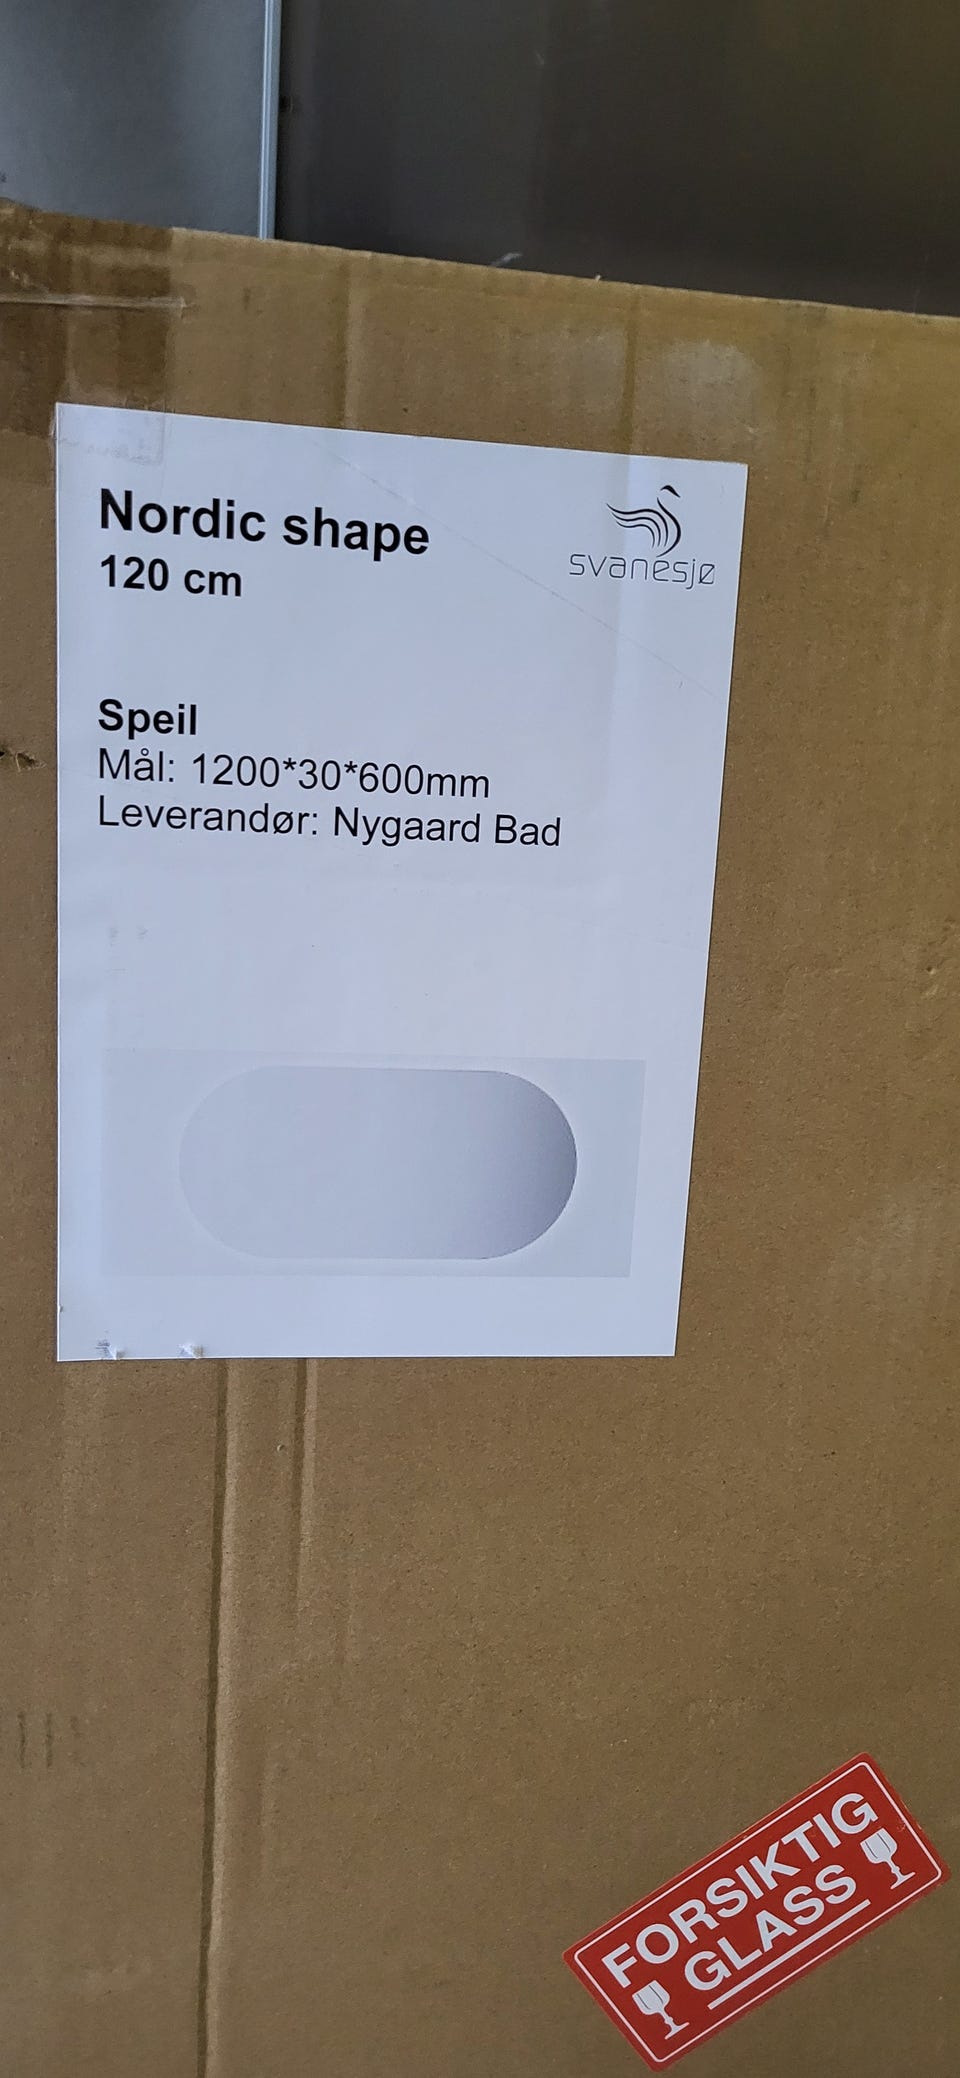 Nordic shape
120 cm
svanesjø
Speil
Mål: 1200*30*600mm
Leverandør: Nygaard Bad
FORSIKTIG
GLASS